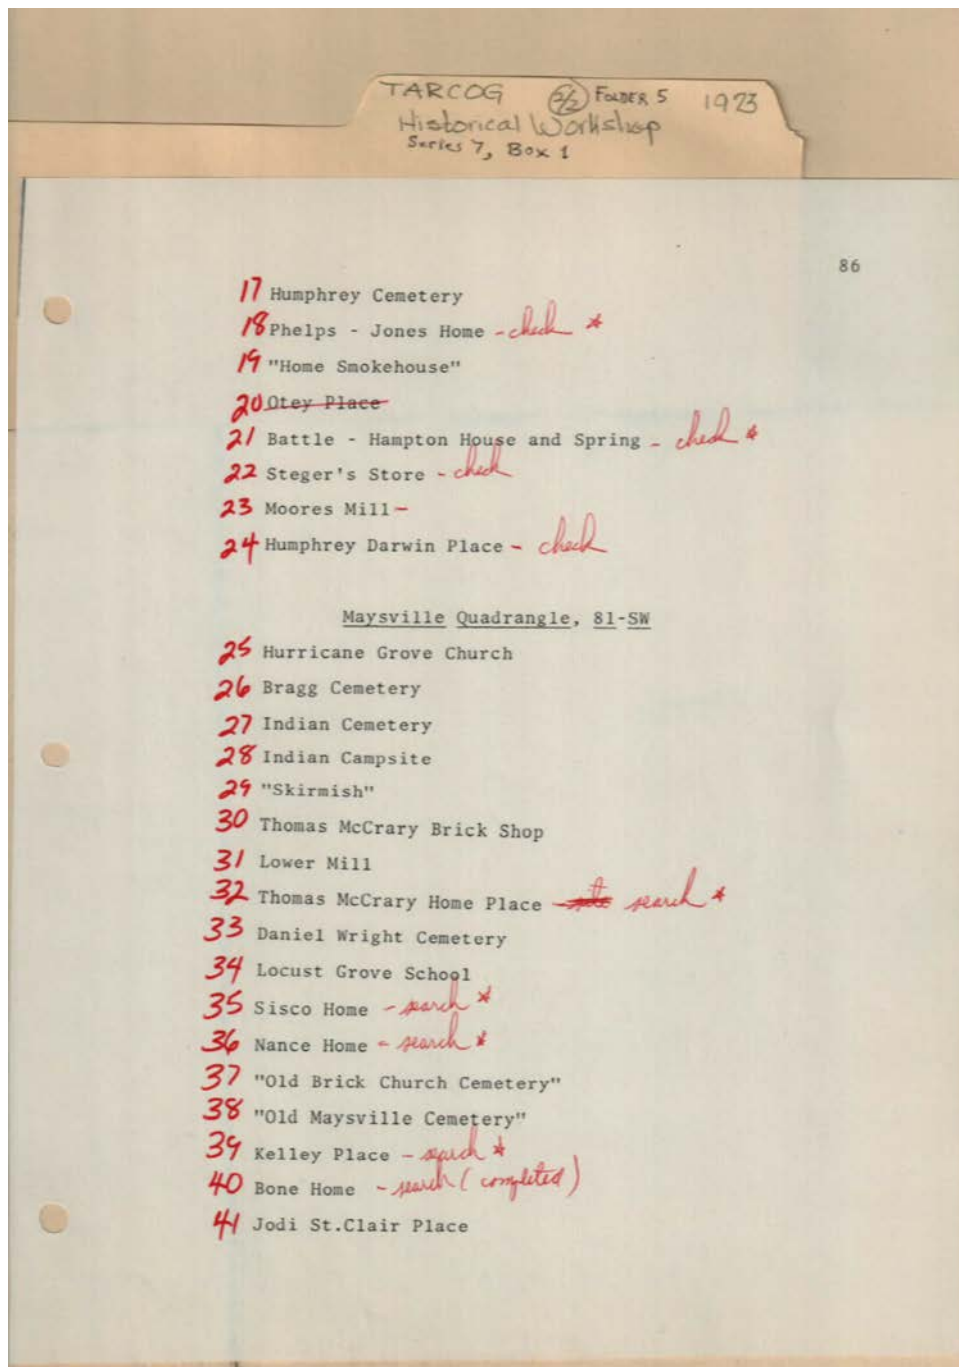 TARCOG 2/2 FOLDER 5 1973
Historical Workshop
Series 7, Box 1
86
17 Humphrey Cemetery
18 Phelps - Jones Home - check *
19 "Home Smokehouse"
20 Otey Place
21 Battle - Hampton House and Spring - check *
22 Steger's Store - check
23 Moores Mill -
24 Humphrey Darwin Place - check
Maysville Quadrangle, 81-SW
25 Hurricane Grove Church
26 Bragg Cemetery
27 Indian Cemetery
28 Indian Campsite
29 "Skirmish"
30 Thomas McCrary Brick Shop
31 Lower Mill
32 Thomas McCrary Home Place - site search *
33 Daniel Wright Cemetery
34 Locust Grove School
35 Sisco Home - search *
36 Nance Home - search *
37 "Old Brick Church Cemetery"
38 "Old Maysville Cemetery"
39 Kelley Place - search *
40 Bone Home - search (completed)
41 Jodi St.Clair Place